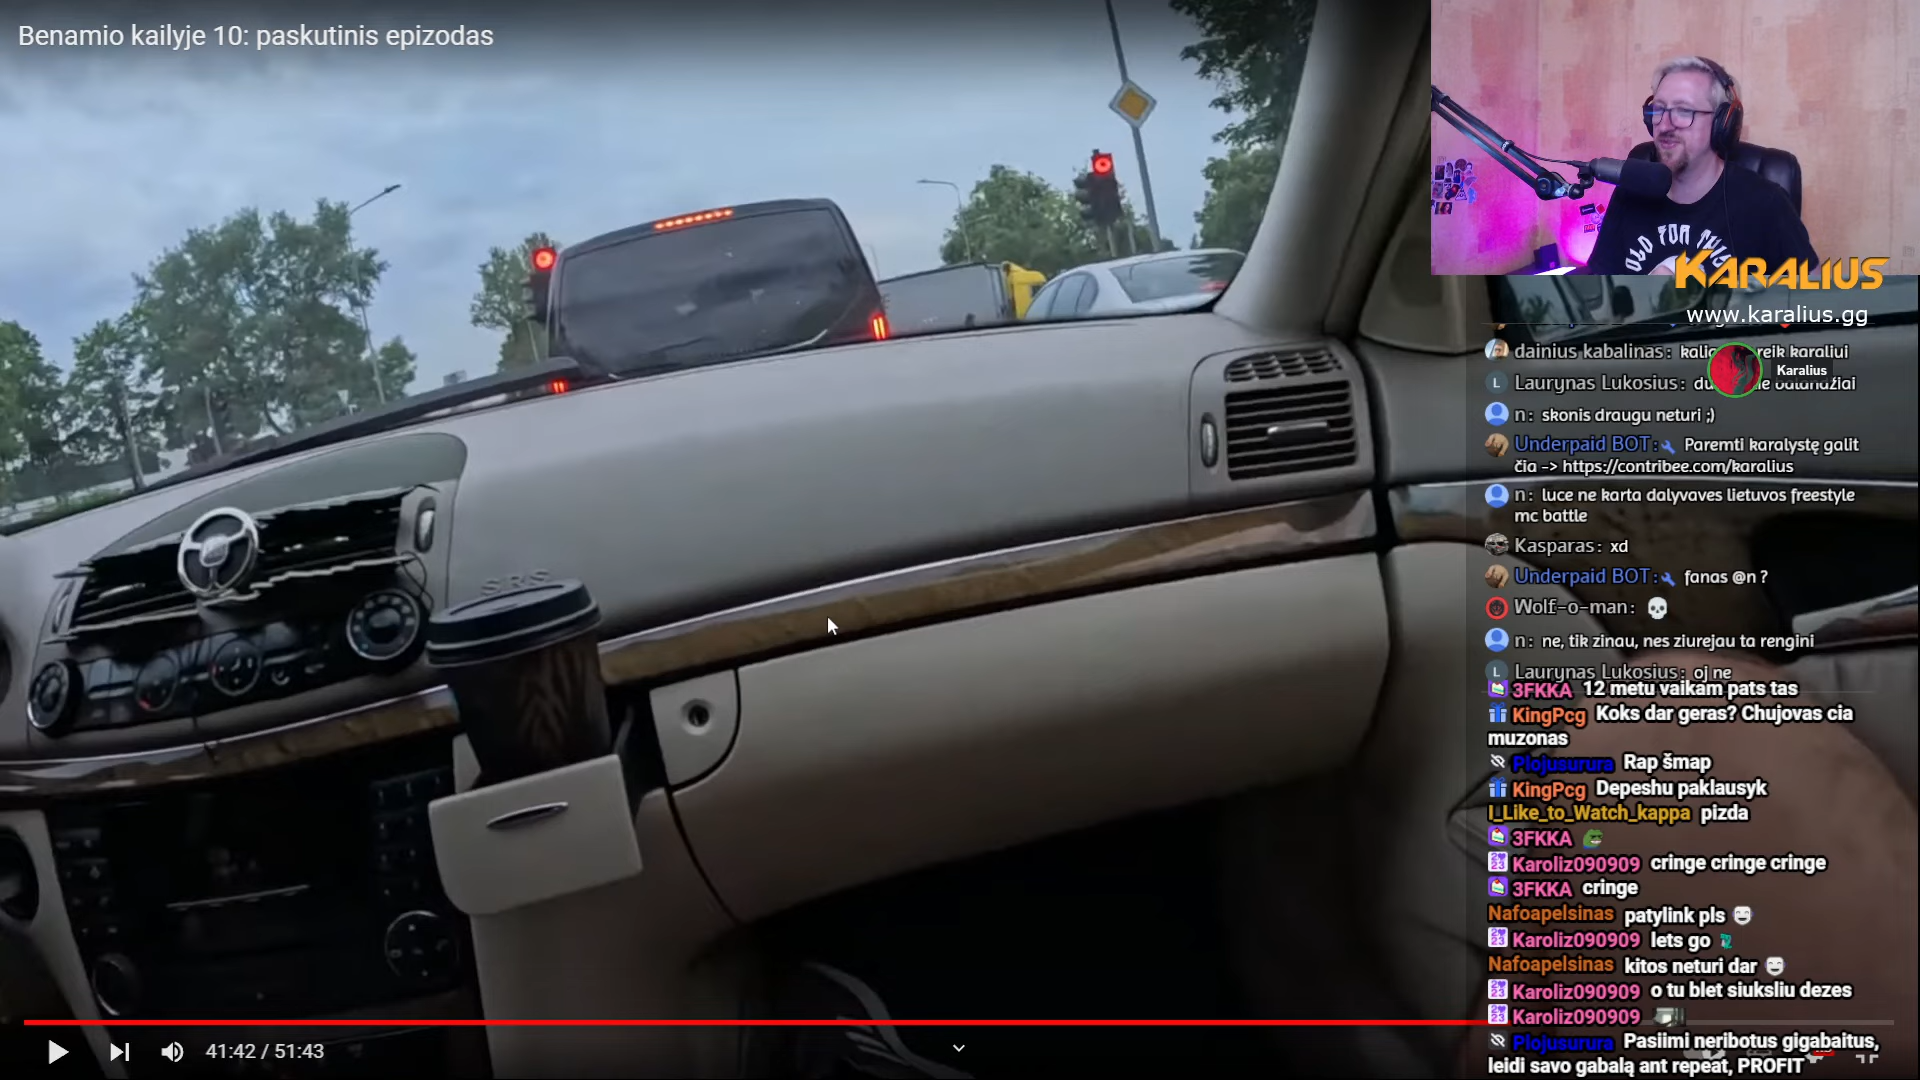 Benamio kailyje 10: paskutinis epizodas
OLD FOR THIS
KARALIUS
www.karalius.gg
dainius kabalinas: reik karaliui
Karalius
Laurynas Lukosius:
n: skonis draugu neturi ;)
Underpaid BOT: Paremti karalystę galit
čia -> https://contribee.com/karalius
n: luce ne karta dalyvaves lietuvos freestyle
mc battle
Kasparas: xd
Underpaid BOT: fanas @n ?
Wolf-o-man:
n: ne, tik zinau, nes ziurejau ta rengini
Laurynas Lukosius: oj ne
3FKKA 12 metu vaikam pats tas
KingPcg Koks dar geras? Chujovas cia
muzonas
Plojusurura Rap šmap
KingPcg Depeshu paklausyk
I_Like_to_Watch_kappa pizda
3FKKA
Karoliz090909 cringe cringe cringe
3FKKA cringe
Nafoapelsinas patylink pls
Karoliz090909 lets go
Nafoapelsinas kitos neturi dar
Karoliz090909 o tu blet siuksliu dezes
Karoliz090909
Plojusurura Pasiimi neribotus gigabaitus,
leidi savo gabalą ant repeat, PROFIT
SRS
41:42 / 51:43